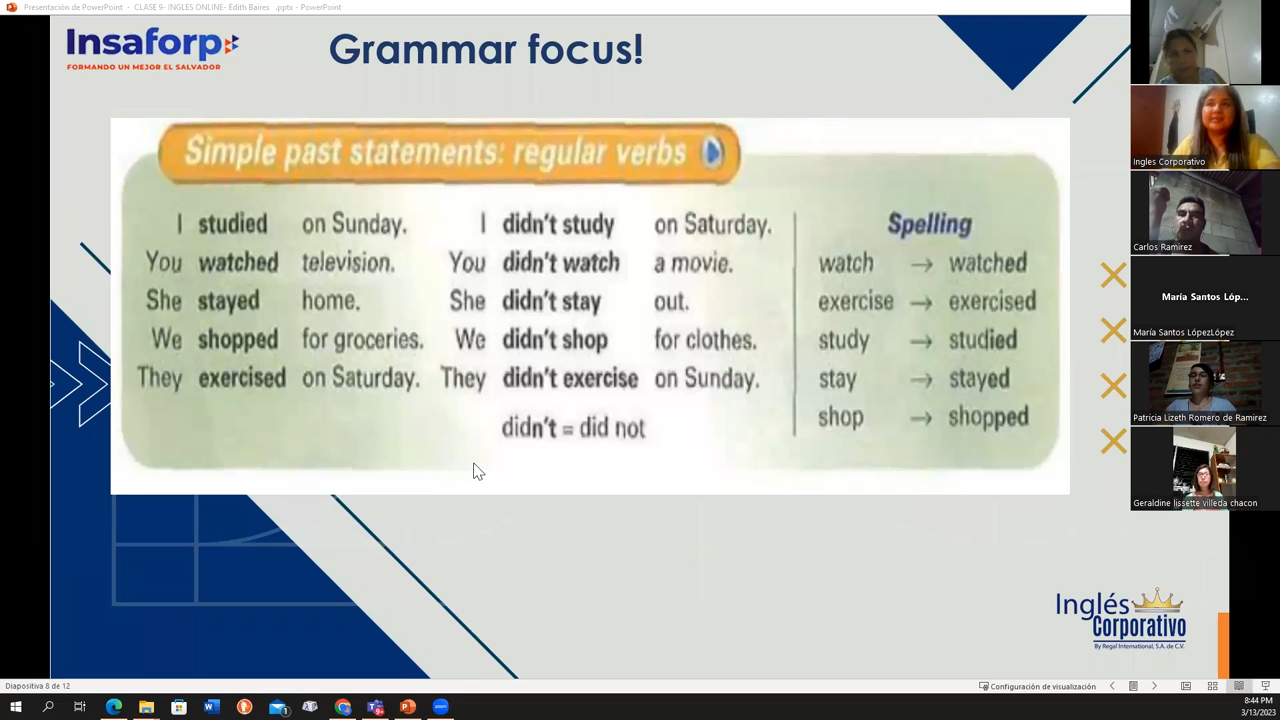 Presentación de PowerPoint - CLASE 9- INGLES ONLINE- Edith Baires .pptx - PowerPoint
Insaforp
FORMANDO UN MEJOR EL SALVADOR
Grammar focus!
Simple past statements: regular verbs
I studied on Sunday. I didn't study on Saturday. Spelling
You watched television. You didn't watch a movie. watch → watched
She stayed home. She didn't stay out. exercise → exercised
We shopped for groceries. We didn't shop for clothes. study → studied
They exercised on Saturday. They didn't exercise on Sunday. stay → stayed
didn't = did not shop → shopped
Ingles Corporativo
Carlos Ramirez
María Santos Lóp...
María Santos LópezLópez
Patricia Lizeth Romero de Ramirez
Geraldine lissette villeda chacon
Inglés
Corporativo
By Regal International, S.A. de C.V.
Diapositiva 8 de 12
Configuración de visualización
8:44 PM
3/13/2023